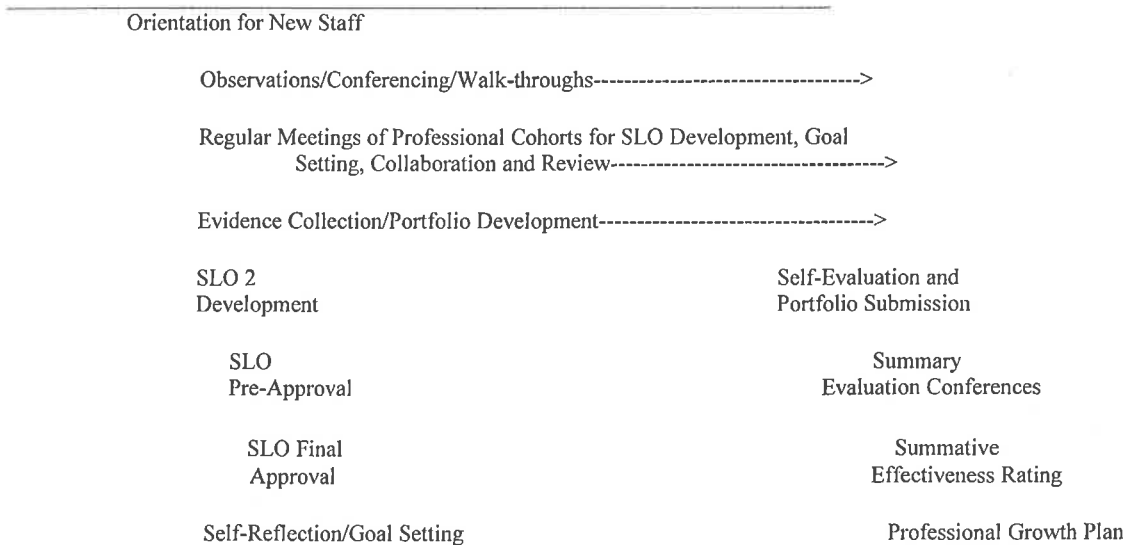 Orientation for New Staff
Observations/Conferencing/Walk-throughs----------------------------------->
Regular Meetings of Professional Cohorts for SLO Development, Goal
Setting, Collaboration and Review------------------------------------>
Evidence Collection/Portfolio Development------------------------------------>
SLO 2
Development
Self-Evaluation and
Portfolio Submission
SLO
Pre-Approval
Summary
Evaluation Conferences
SLO Final
Approval
Summative
Effectiveness Rating
Self-Reflection/Goal Setting
Professional Growth Plan